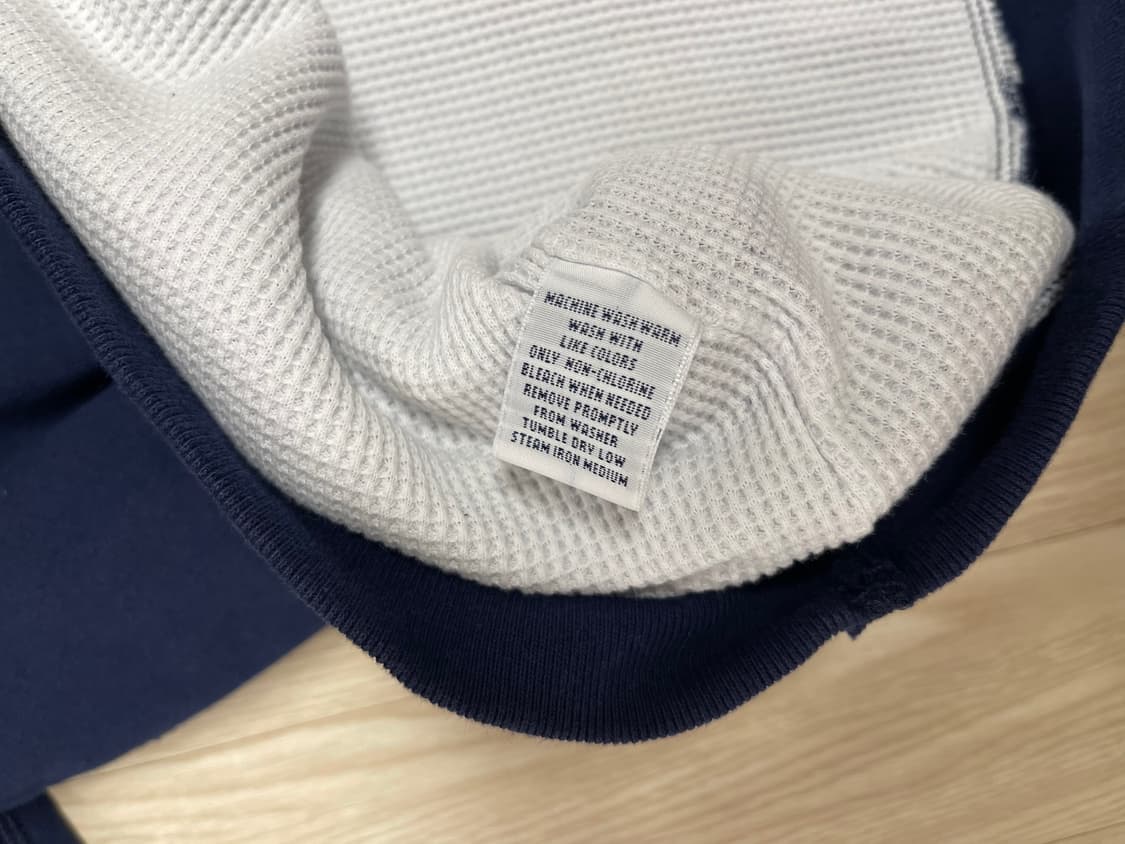 MACHINE WASH WARM
WASH WITH
LIKE COLORS
ONLY NON-CHLORINE
BLEACH WHEN NEEDED
REMOVE PROMPTLY
FROM WASHER
TUMBLE DRY LOW
STEAM IRON MEDIUM